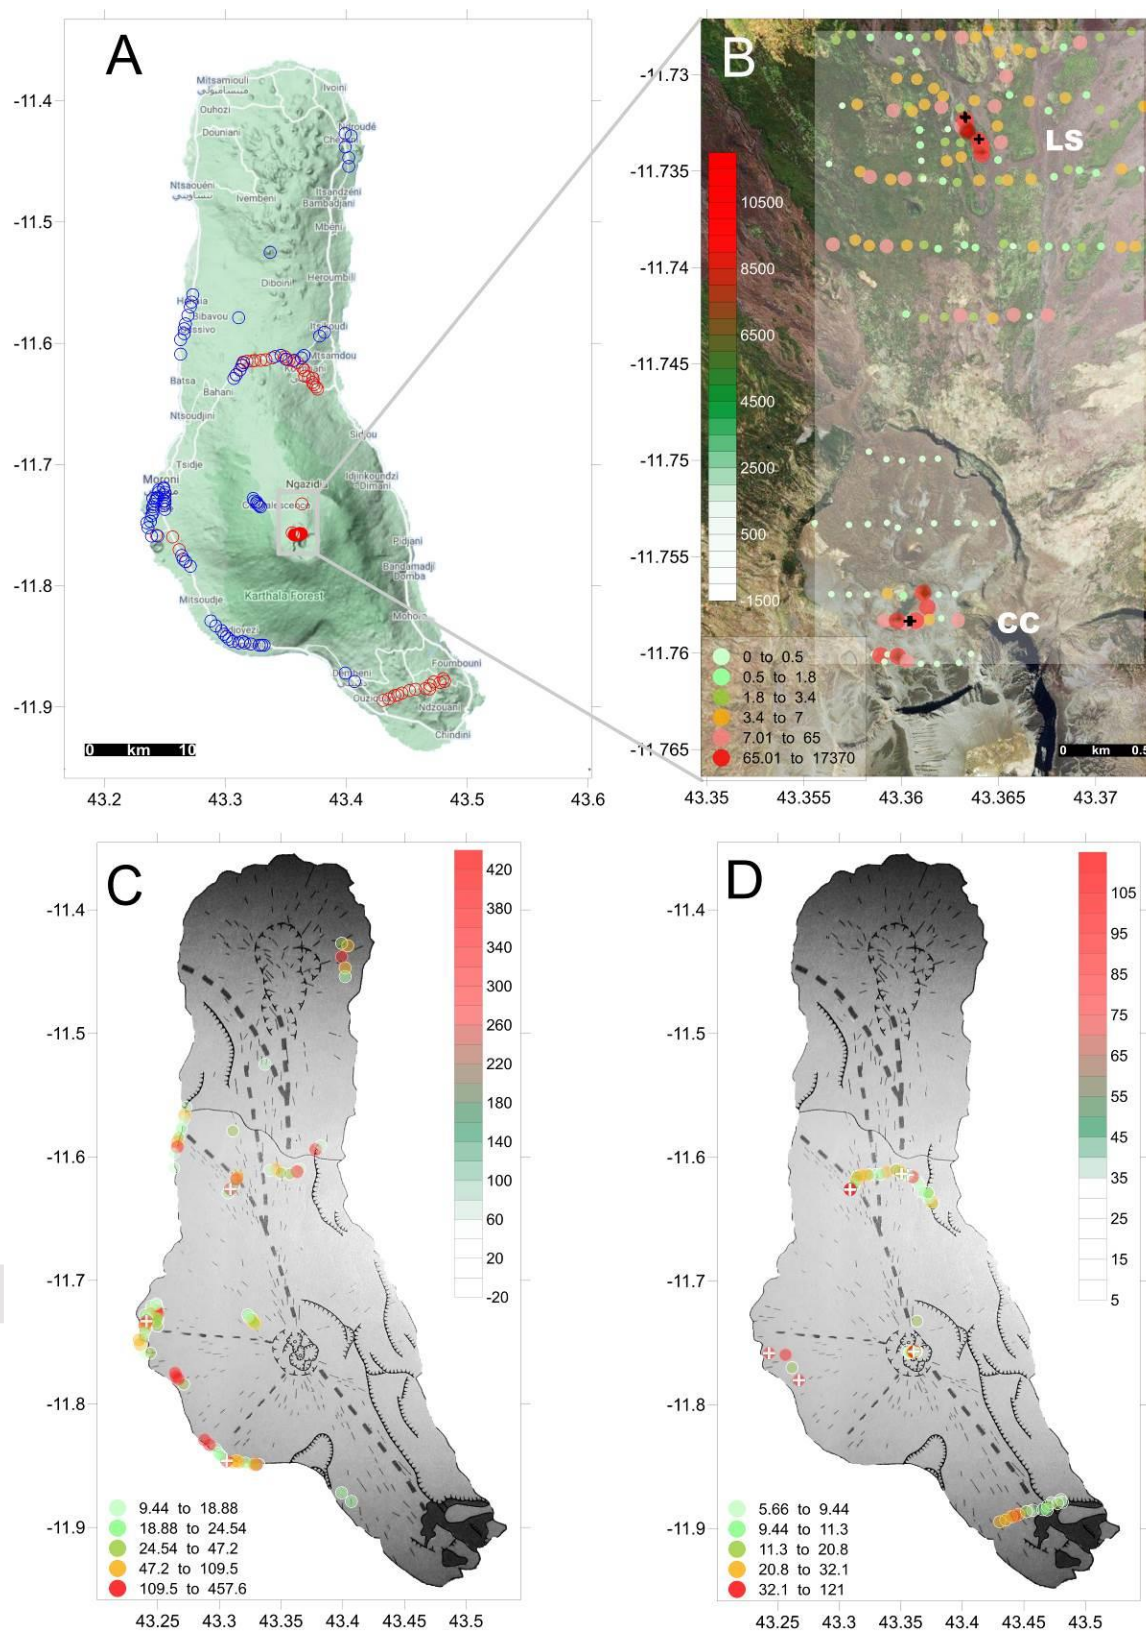 A
B
-11.4
-11.5
-11.6
-11.7
-11.8
-11.9
43.2
43.3
43.4
43.5
43.6
Mitsamiouli
Ivoini
Ouhozi
Douniani
Ntsaouéni
Ivembeni
Itsandzéni
Bambadjani
Mbéni
Heroumbili
Diboini
Bibavou
Batsa
Bahani
Ntsoudjini
Tsidje
Moroni
Sidjou
Idjinkoundzi
Dimani
Pidjani
Bandamadji
Domba
Karthala Forest
Mitsoudje
Foumbouni
Ndzouani
Chindini
0 km 10
-11.73
-11.735
-11.74
-11.745
-11.75
-11.755
-11.76
-11.765
43.35
43.355
43.36
43.365
43.37
LS
CC
10500
8500
6500
4500
2500
500
-1500
0 to 0.5
0.5 to 1.8
1.8 to 3.4
3.4 to 7
7.01 to 65
65.01 to 17370
0 km 0.5
C
-11.4
-11.5
-11.6
-11.7
-11.8
-11.9
420
380
340
300
260
220
180
140
100
60
20
-20
9.44 to 18.88
18.88 to 24.54
24.54 to 47.2
47.2 to 109.5
109.5 to 457.6
43.25
43.3
43.35
43.4
43.45
43.5
D
-11.4
-11.5
-11.6
-11.7
-11.8
-11.9
105
95
85
75
65
55
45
35
25
15
5
5.66 to 9.44
9.44 to 11.3
11.3 to 20.8
20.8 to 32.1
32.1 to 121
43.25
43.3
43.35
43.4
43.45
43.5